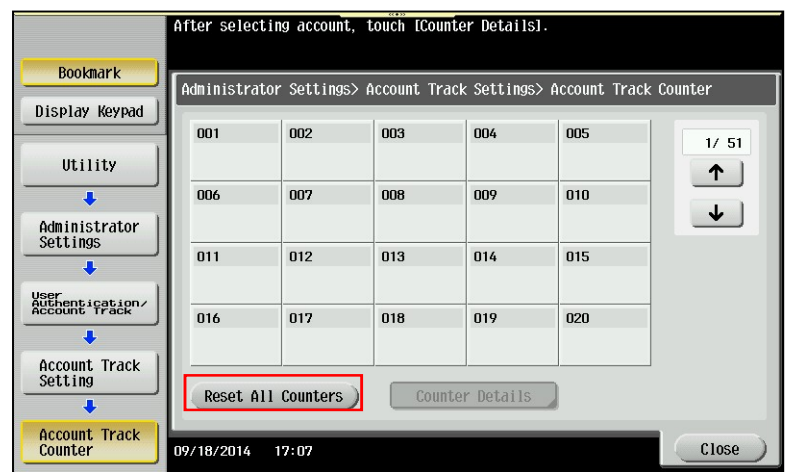 After selecting account, touch [Counter Details].
Bookmark
Display Keypad
Utility
Administrator
Settings
User
Authentication/
Account Track
Account Track
Setting
Account Track
Counter
Administrator Settings> Account Track Settings> Account Track Counter
001 002 003 004 005
1/ 51
006 007 008 009 010
011 012 013 014 015
016 017 018 019 020
Reset All Counters
Counter Details
09/18/2014 17:07
Close